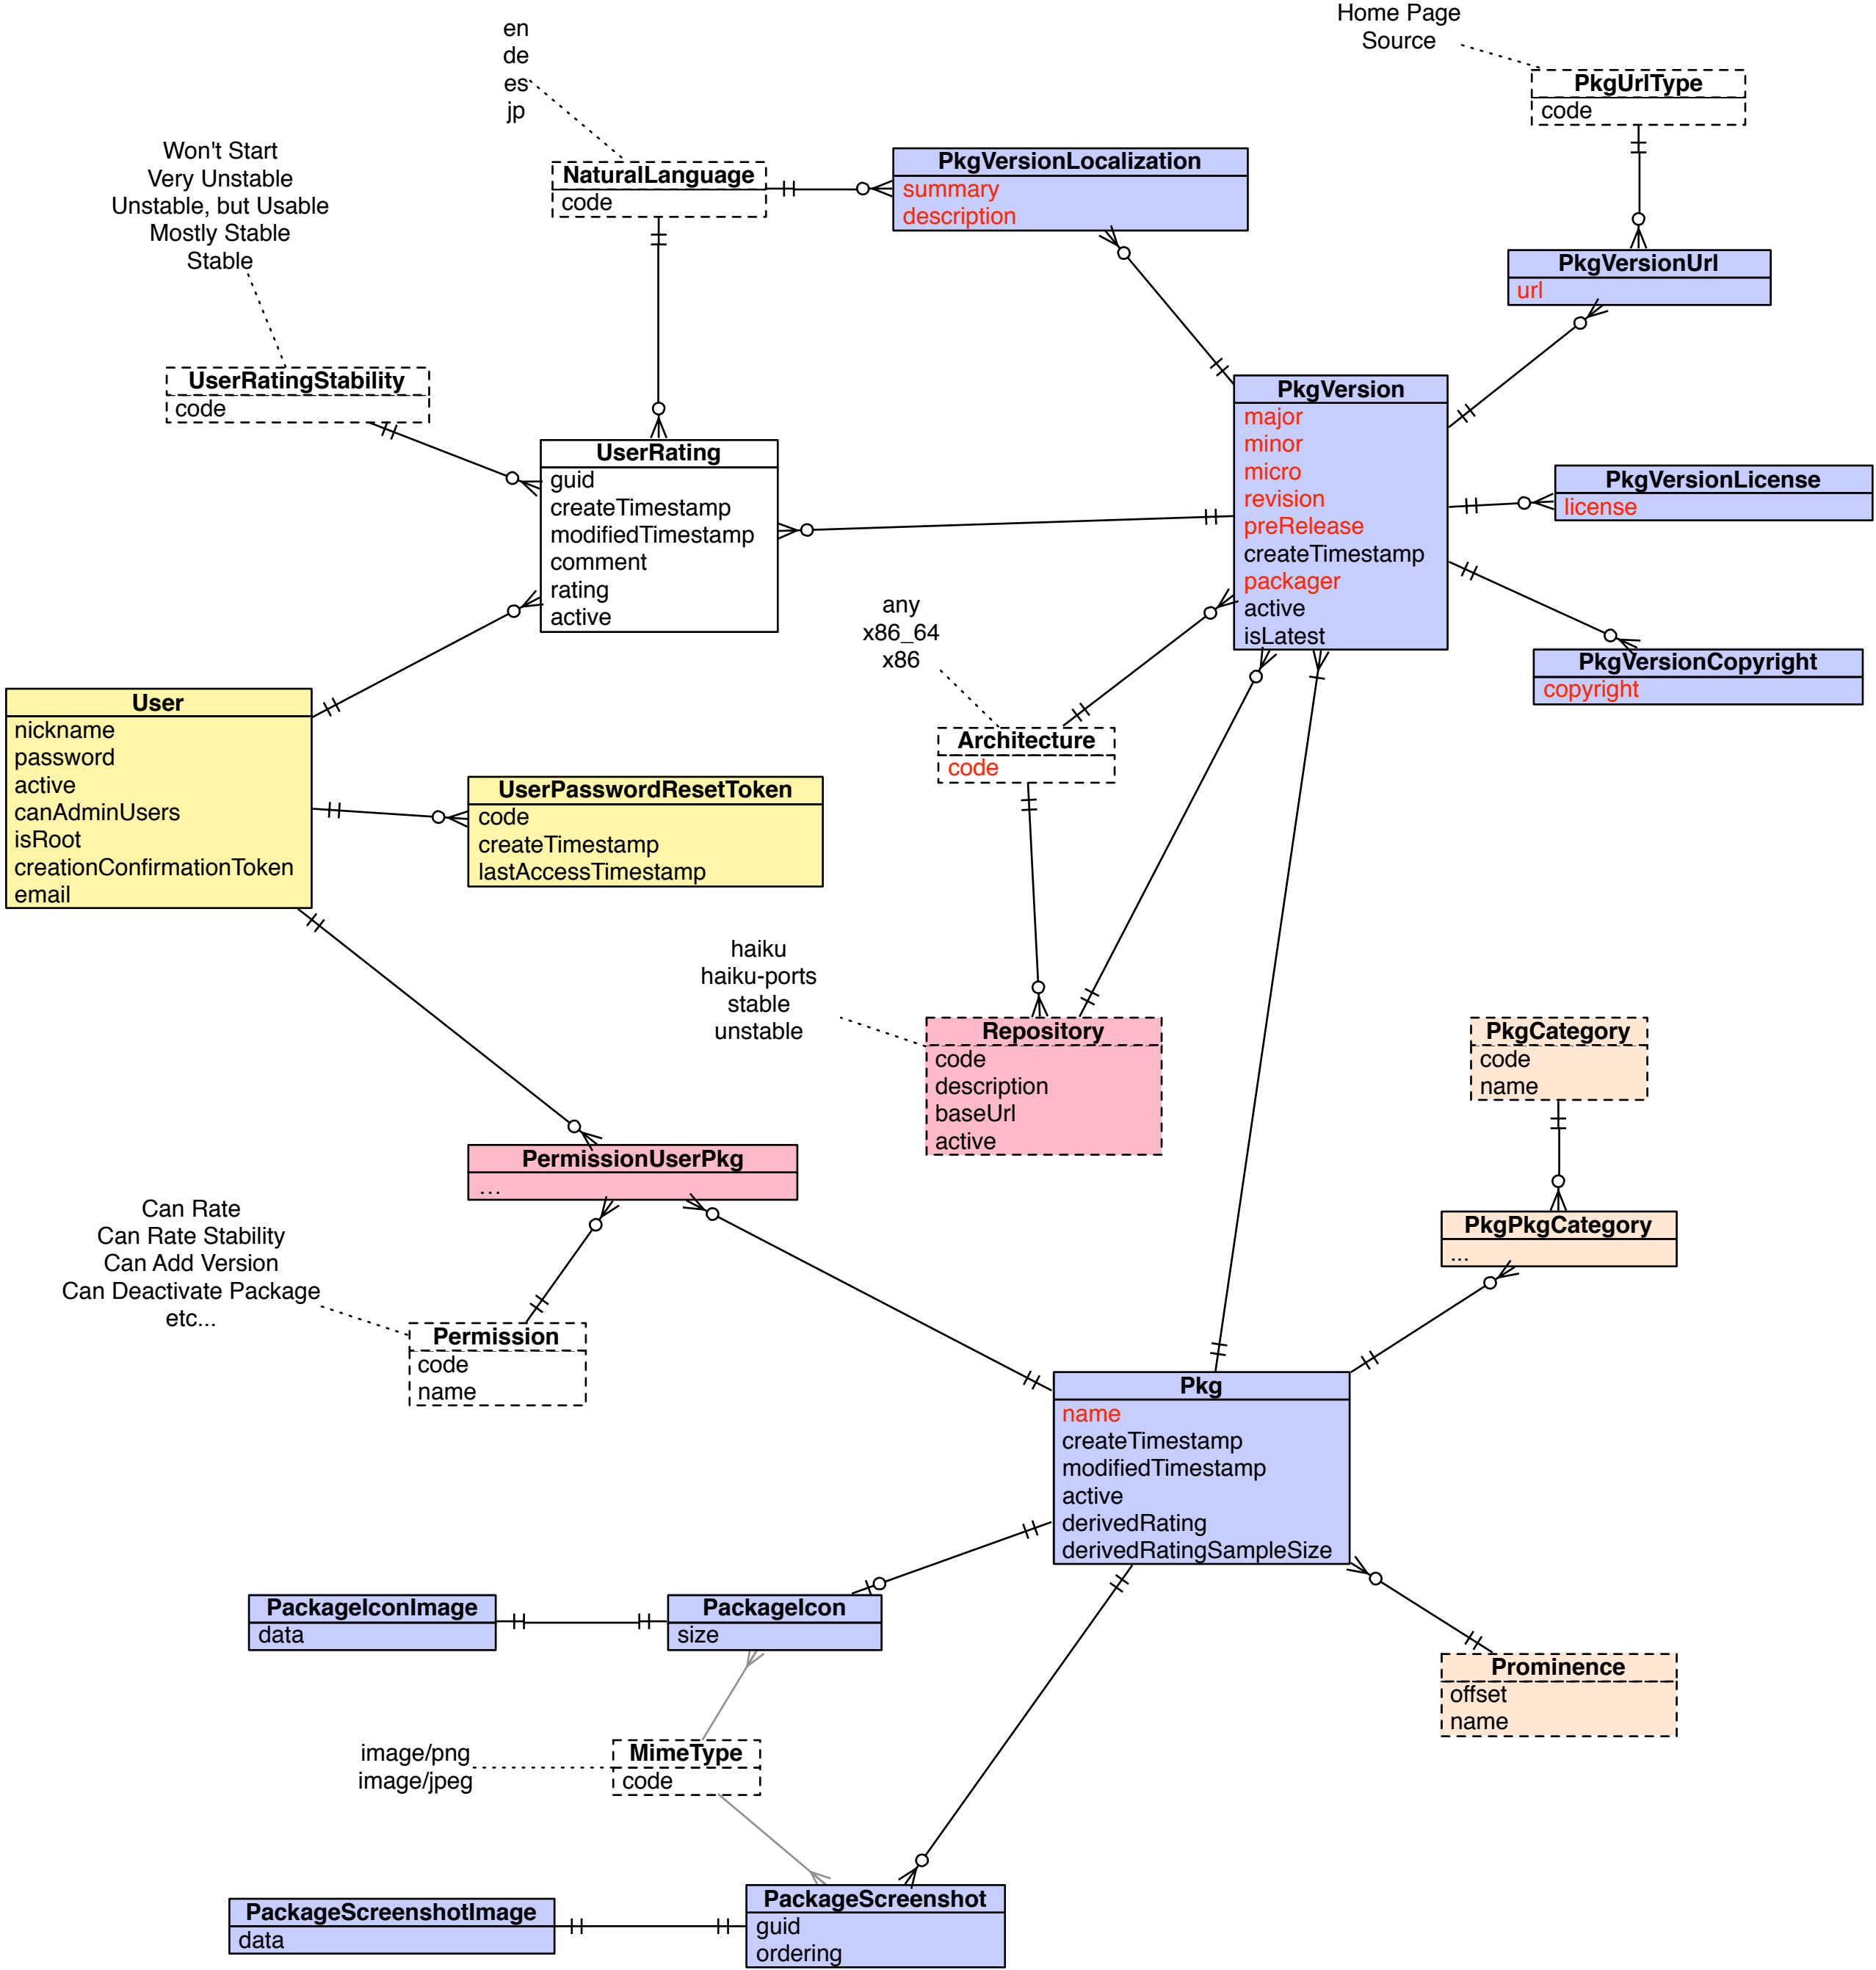 Home Page
Source
PkgUrlType
code
en
de
es
jp
Won't Start
Very Unstable
Unstable, but Usable
Mostly Stable
Stable
NaturalLanguage
code
PkgVersionLocalization
summary
description
PkgVersionUrl
url
UserRatingStability
code
UserRating
guid
createTimestamp
modifiedTimestamp
comment
rating
active
PkgVersion
major
minor
micro
revision
preRelease
createTimestamp
packager
active
isLatest
PkgVersionLicense
license
PkgVersionCopyright
copyright
any
x86_64
x86
Architecture
code
User
nickname
password
active
canAdminUsers
isRoot
creationConfirmationToken
email
UserPasswordResetToken
code
createTimestamp
lastAccessTimestamp
haiku
haiku-ports
stable
unstable
Repository
code
description
baseUrl
active
PkgCategory
code
name
PermissionUserPkg
...
PkgPkgCategory
...
Can Rate
Can Rate Stability
Can Add Version
Can Deactivate Package
etc...
Permission
code
name
Pkg
name
createTimestamp
modifiedTimestamp
active
derivedRating
derivedRatingSampleSize
PackageIconImage
data
PackageIcon
size
Prominence
offset
name
image/png
image/jpeg
MimeType
code
PackageScreenshotImage
data
PackageScreenshot
guid
ordering